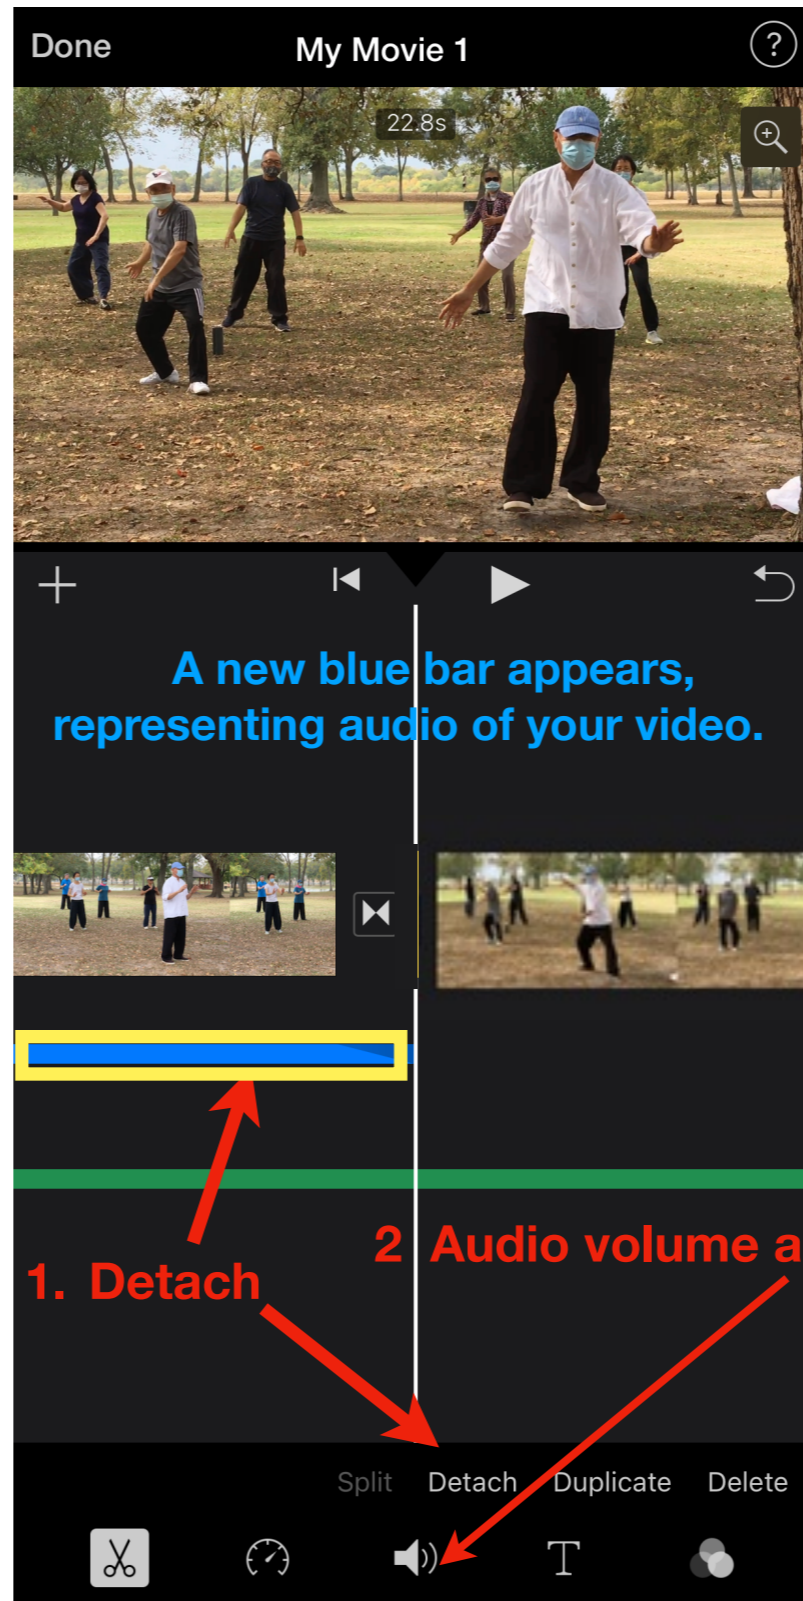 Done
My Movie 1
?
22.8s
A new blue bar appears,
representing audio of your video.
2 Audio volume a
1. Detach
Split
Detach
Duplicate
Delete
T